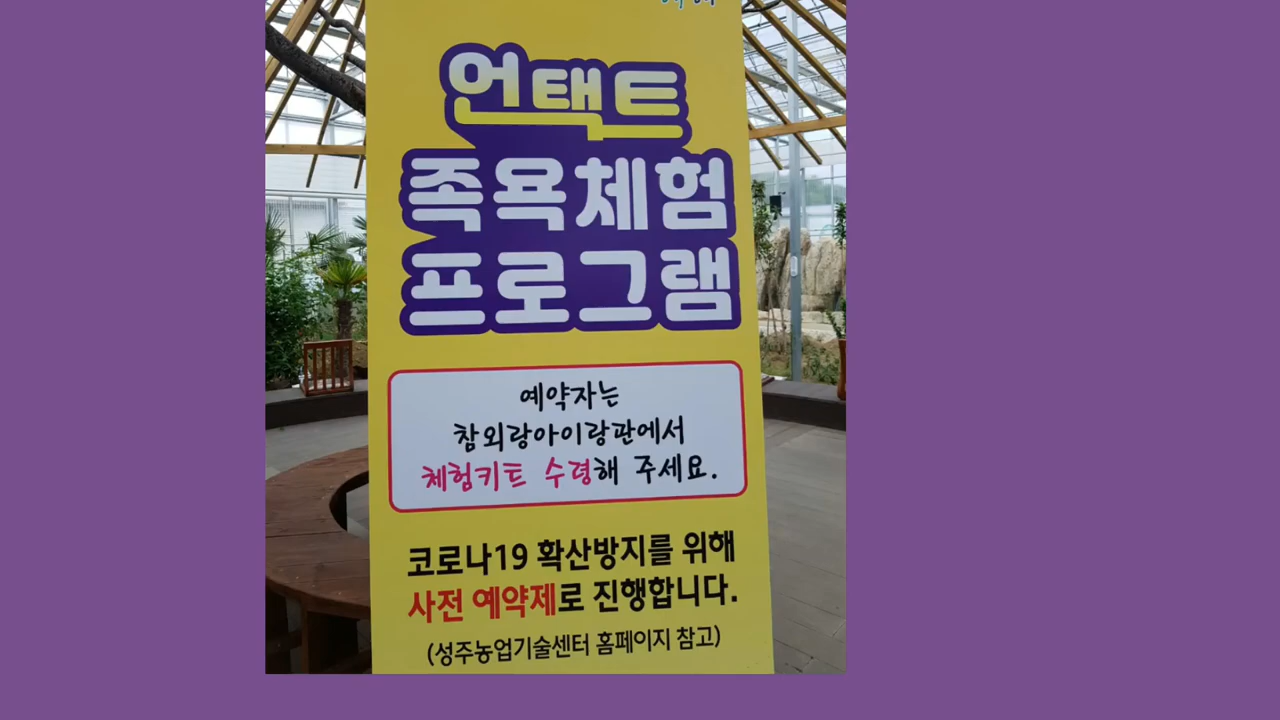 언택트
족욕체험
프로그램
예약자는
참외랑아이랑관에서
체험키트 수령해 주세요.
코로나19 확산방지를 위해
사전 예약제로 진행합니다.
(성주농업기술센터 홈페이지 참고)